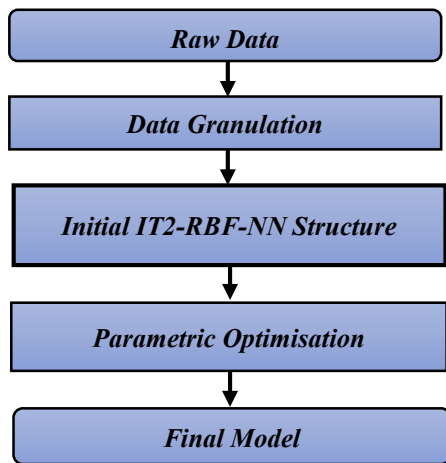 Raw Data
Data Granulation
Initial IT2-RBF-NN Structure
Parametric Optimisation
Final Model